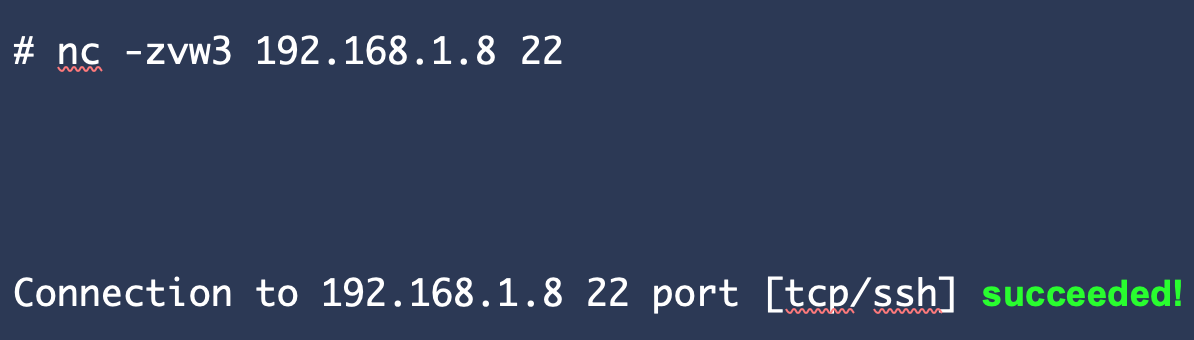 # nc -zvw3 192.168.1.8 22
Connection to 192.168.1.8 22 port [tcp/ssh] succeeded!